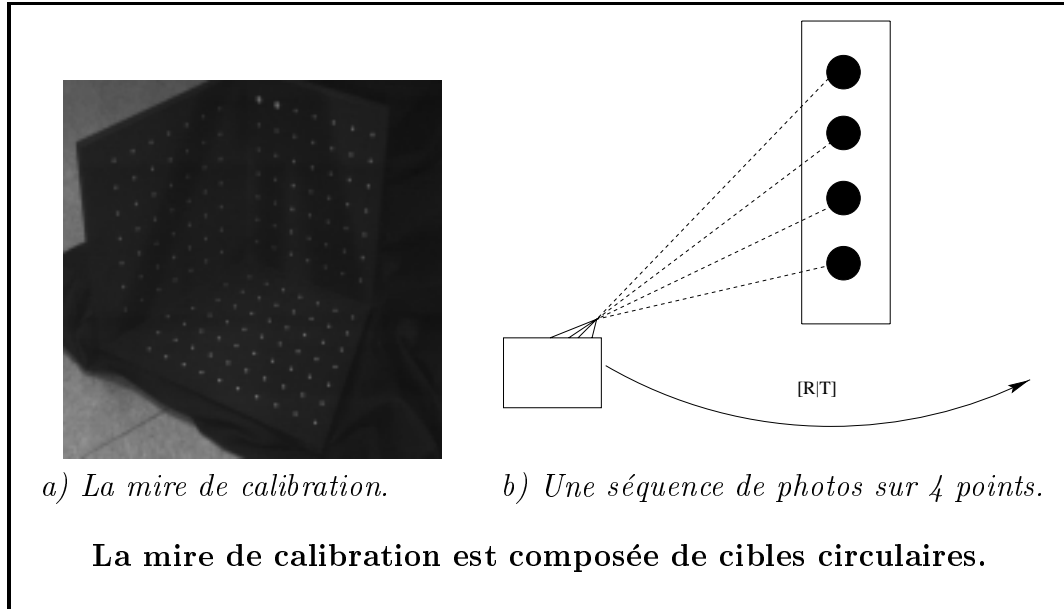 [R|T]
a) La mire de calibration.
b) Une séquence de photos sur 4 points.
La mire de calibration est composée de cibles circulaires.